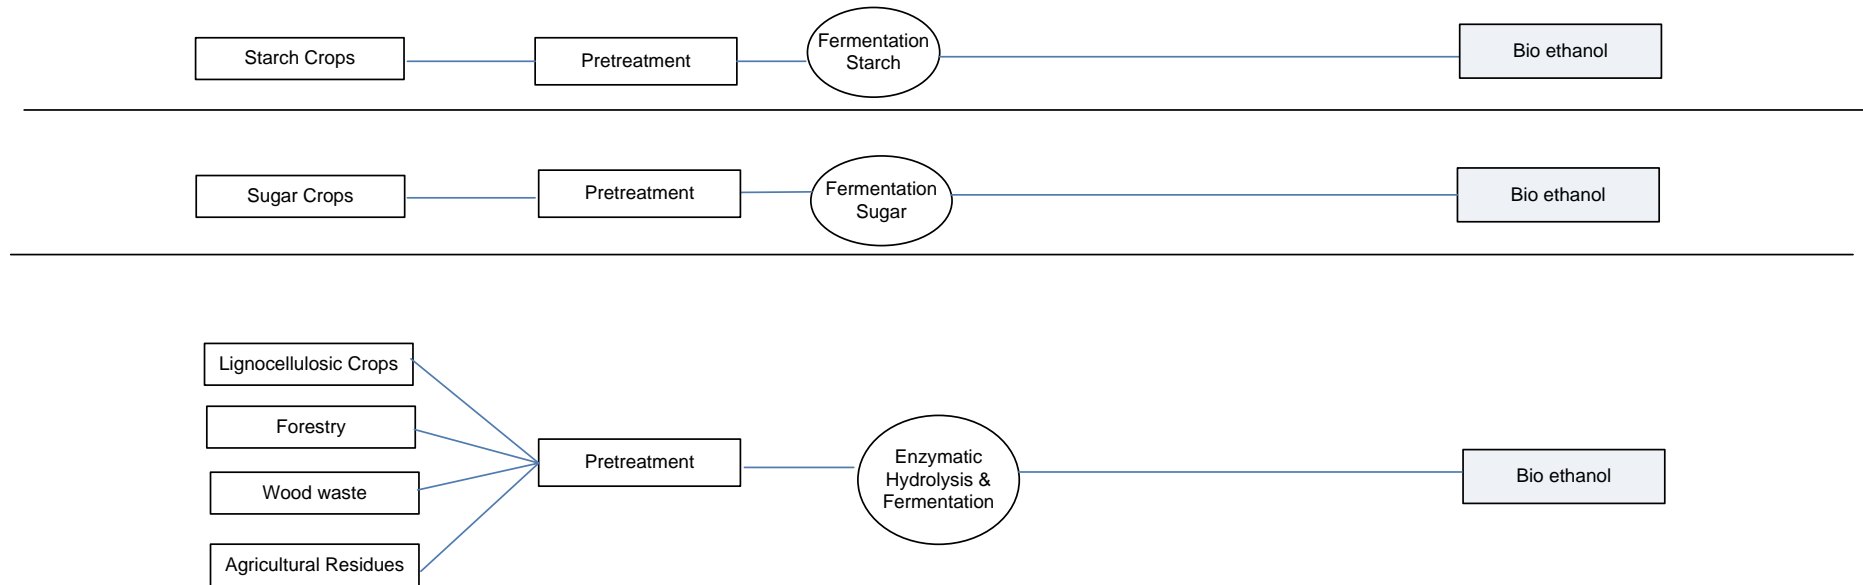 Starch Crops
Pretreatment
Fermentation
Starch
Bio ethanol
Sugar Crops
Pretreatment
Fermentation
Sugar
Bio ethanol
Lignocellulosic Crops
Forestry
Wood waste
Agricultural Residues
Pretreatment
Enzymatic
Hydrolysis &
Fermentation
Bio ethanol